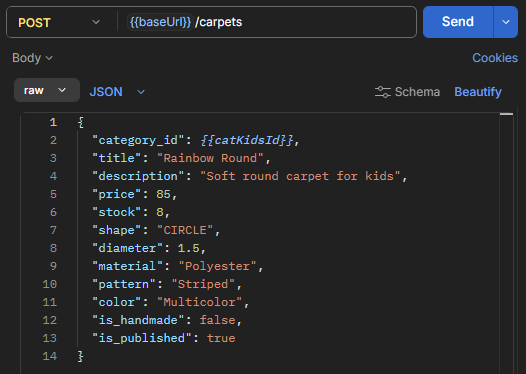 POST {{baseUrl}} /carpets Send
Body Cookies
raw JSON Schema Beautify
1 {
2 "category_id": {{catKidsId}},
3 "title": "Rainbow Round",
4 "description": "Soft round carpet for kids",
5 "price": 85,
6 "stock": 8,
7 "shape": "CIRCLE",
8 "diameter": 1.5,
9 "material": "Polyester",
10 "pattern": "Striped",
11 "color": "Multicolor",
12 "is_handmade": false,
13 "is_published": true
14 }